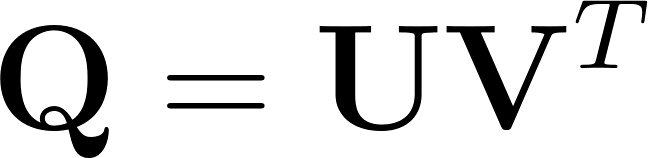 Q = UV^T